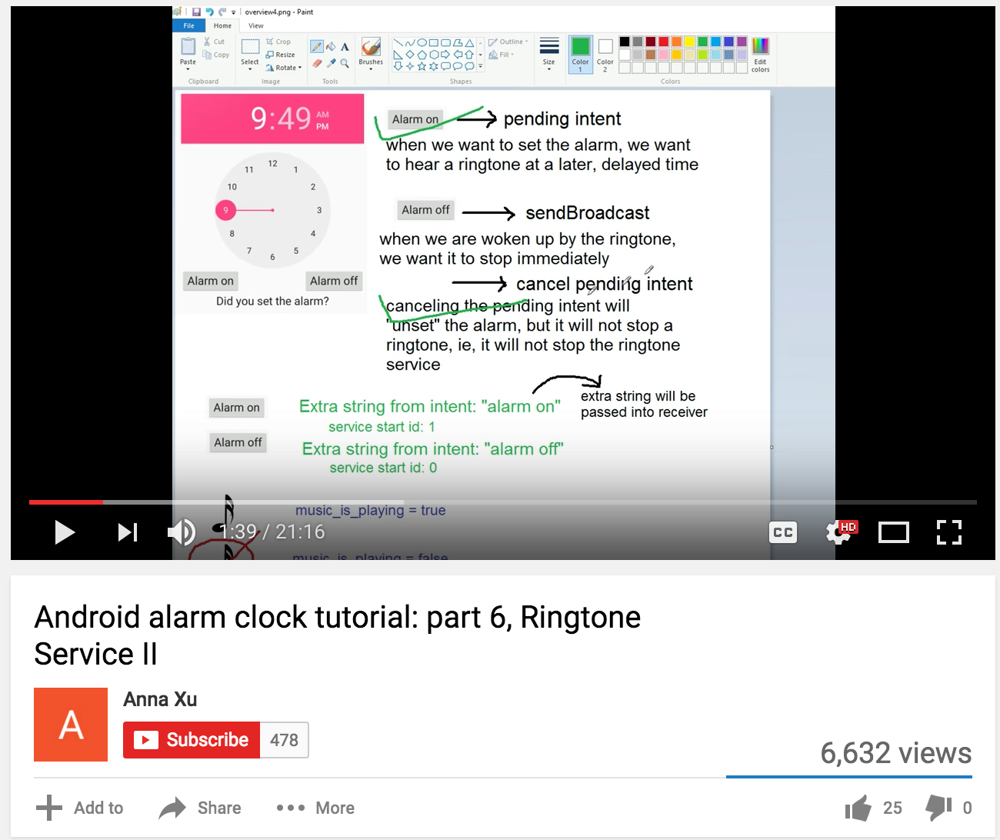 overview4.png - Paint
File Home View
Paste
Cut
Copy
Clipboard
Select
Crop
Resize
Rotate
Image
A
Tools
Brushes
Outline
Fill
Shapes
Size
Color 1
Color 2
Edit colors
Colors
9:49 AM PM
12
11 1
10 2
9 3
8 4
7 5
6
Alarm on Alarm off
Did you set the alarm?
Alarm on pending intent
when we want to set the alarm, we want
to hear a ringtone at a later, delayed time
Alarm off sendBroadcast
when we are woken up by the ringtone,
we want it to stop immediately
cancel pending intent
canceling the pending intent will
"unset" the alarm, but it will not stop a
ringtone, ie, it will not stop the ringtone
service
extra string will be
passed into receiver
Alarm on Extra string from intent: "alarm on"
service start id: 1
Alarm off Extra string from intent: "alarm off"
service start id: 0
music_is_playing = true
music_is_playing = false
1:39 / 21:16
CC HD
Android alarm clock tutorial: part 6, Ringtone
Service II
A
Anna Xu
Subscribe 478
6,632 views
Add to Share More 25 0